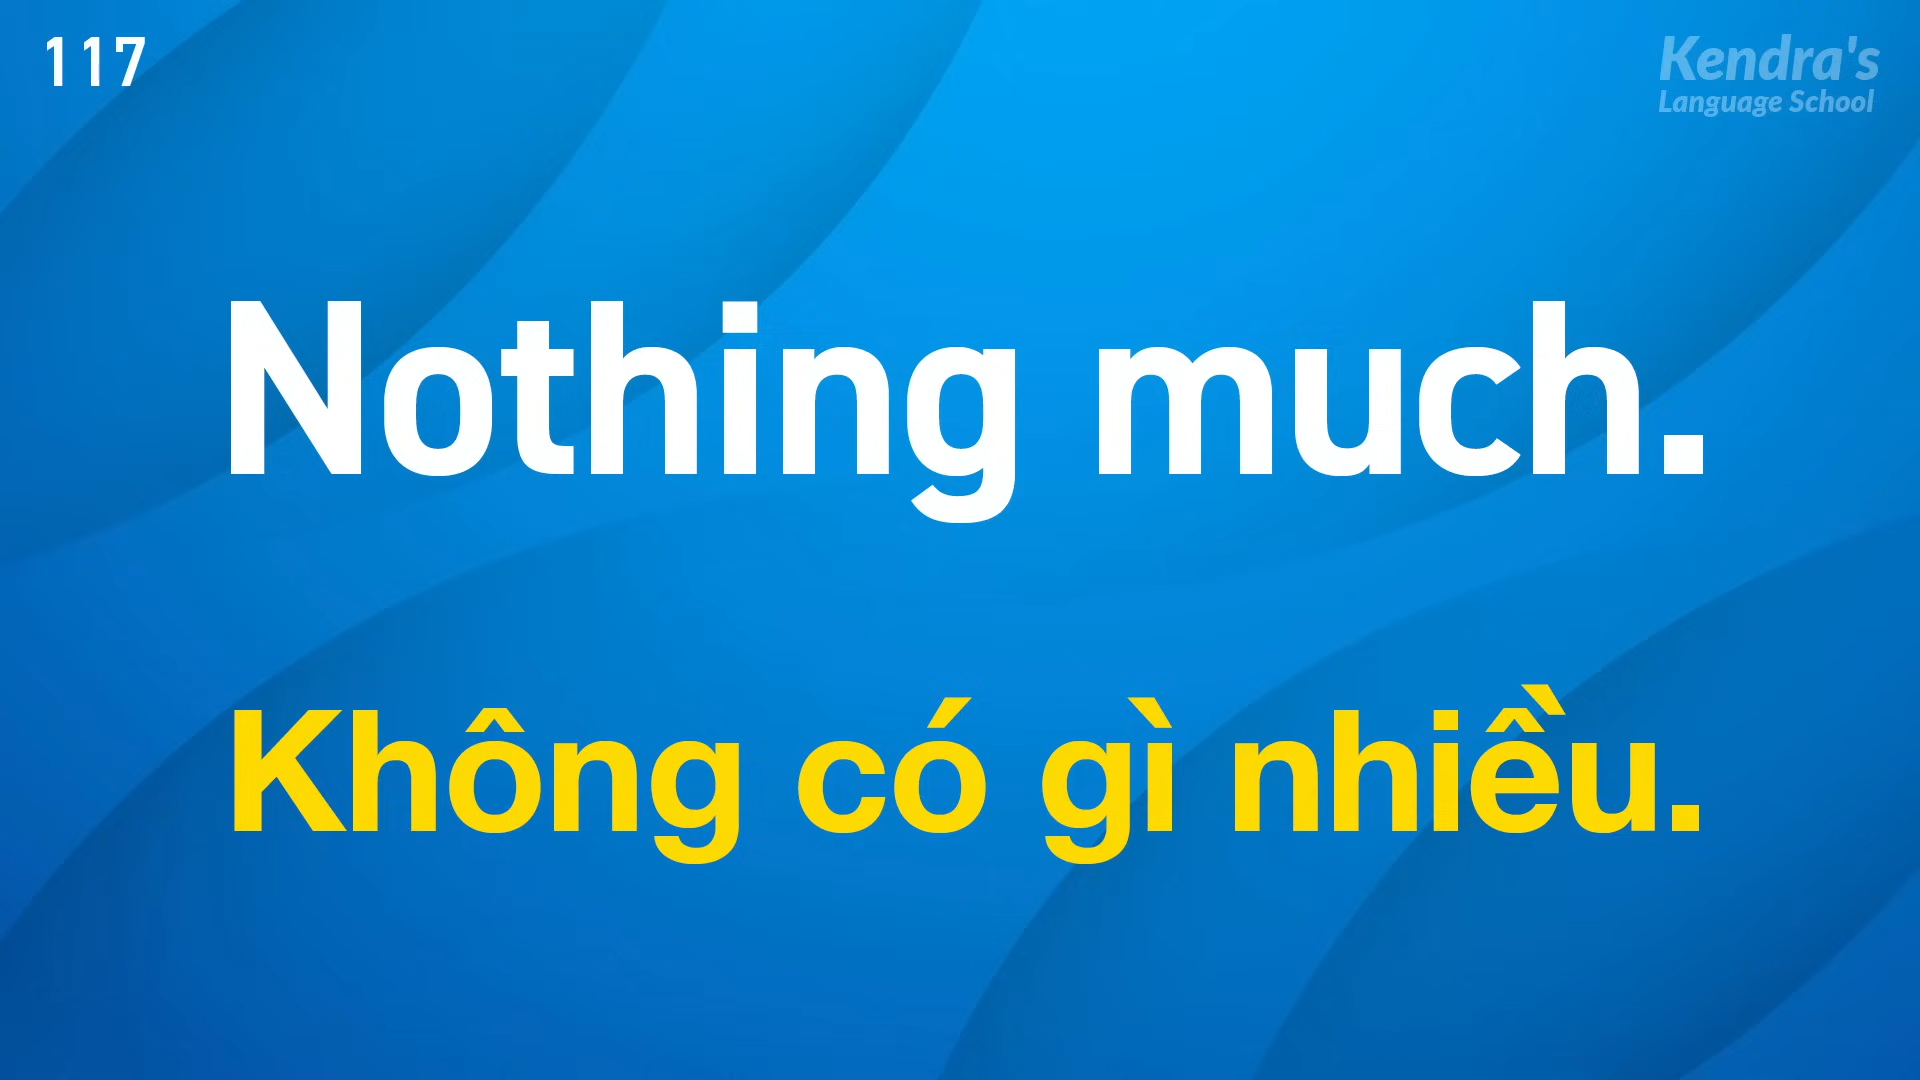 117
Kendra's
Language School
Nothing much.
Không có gì nhiều.